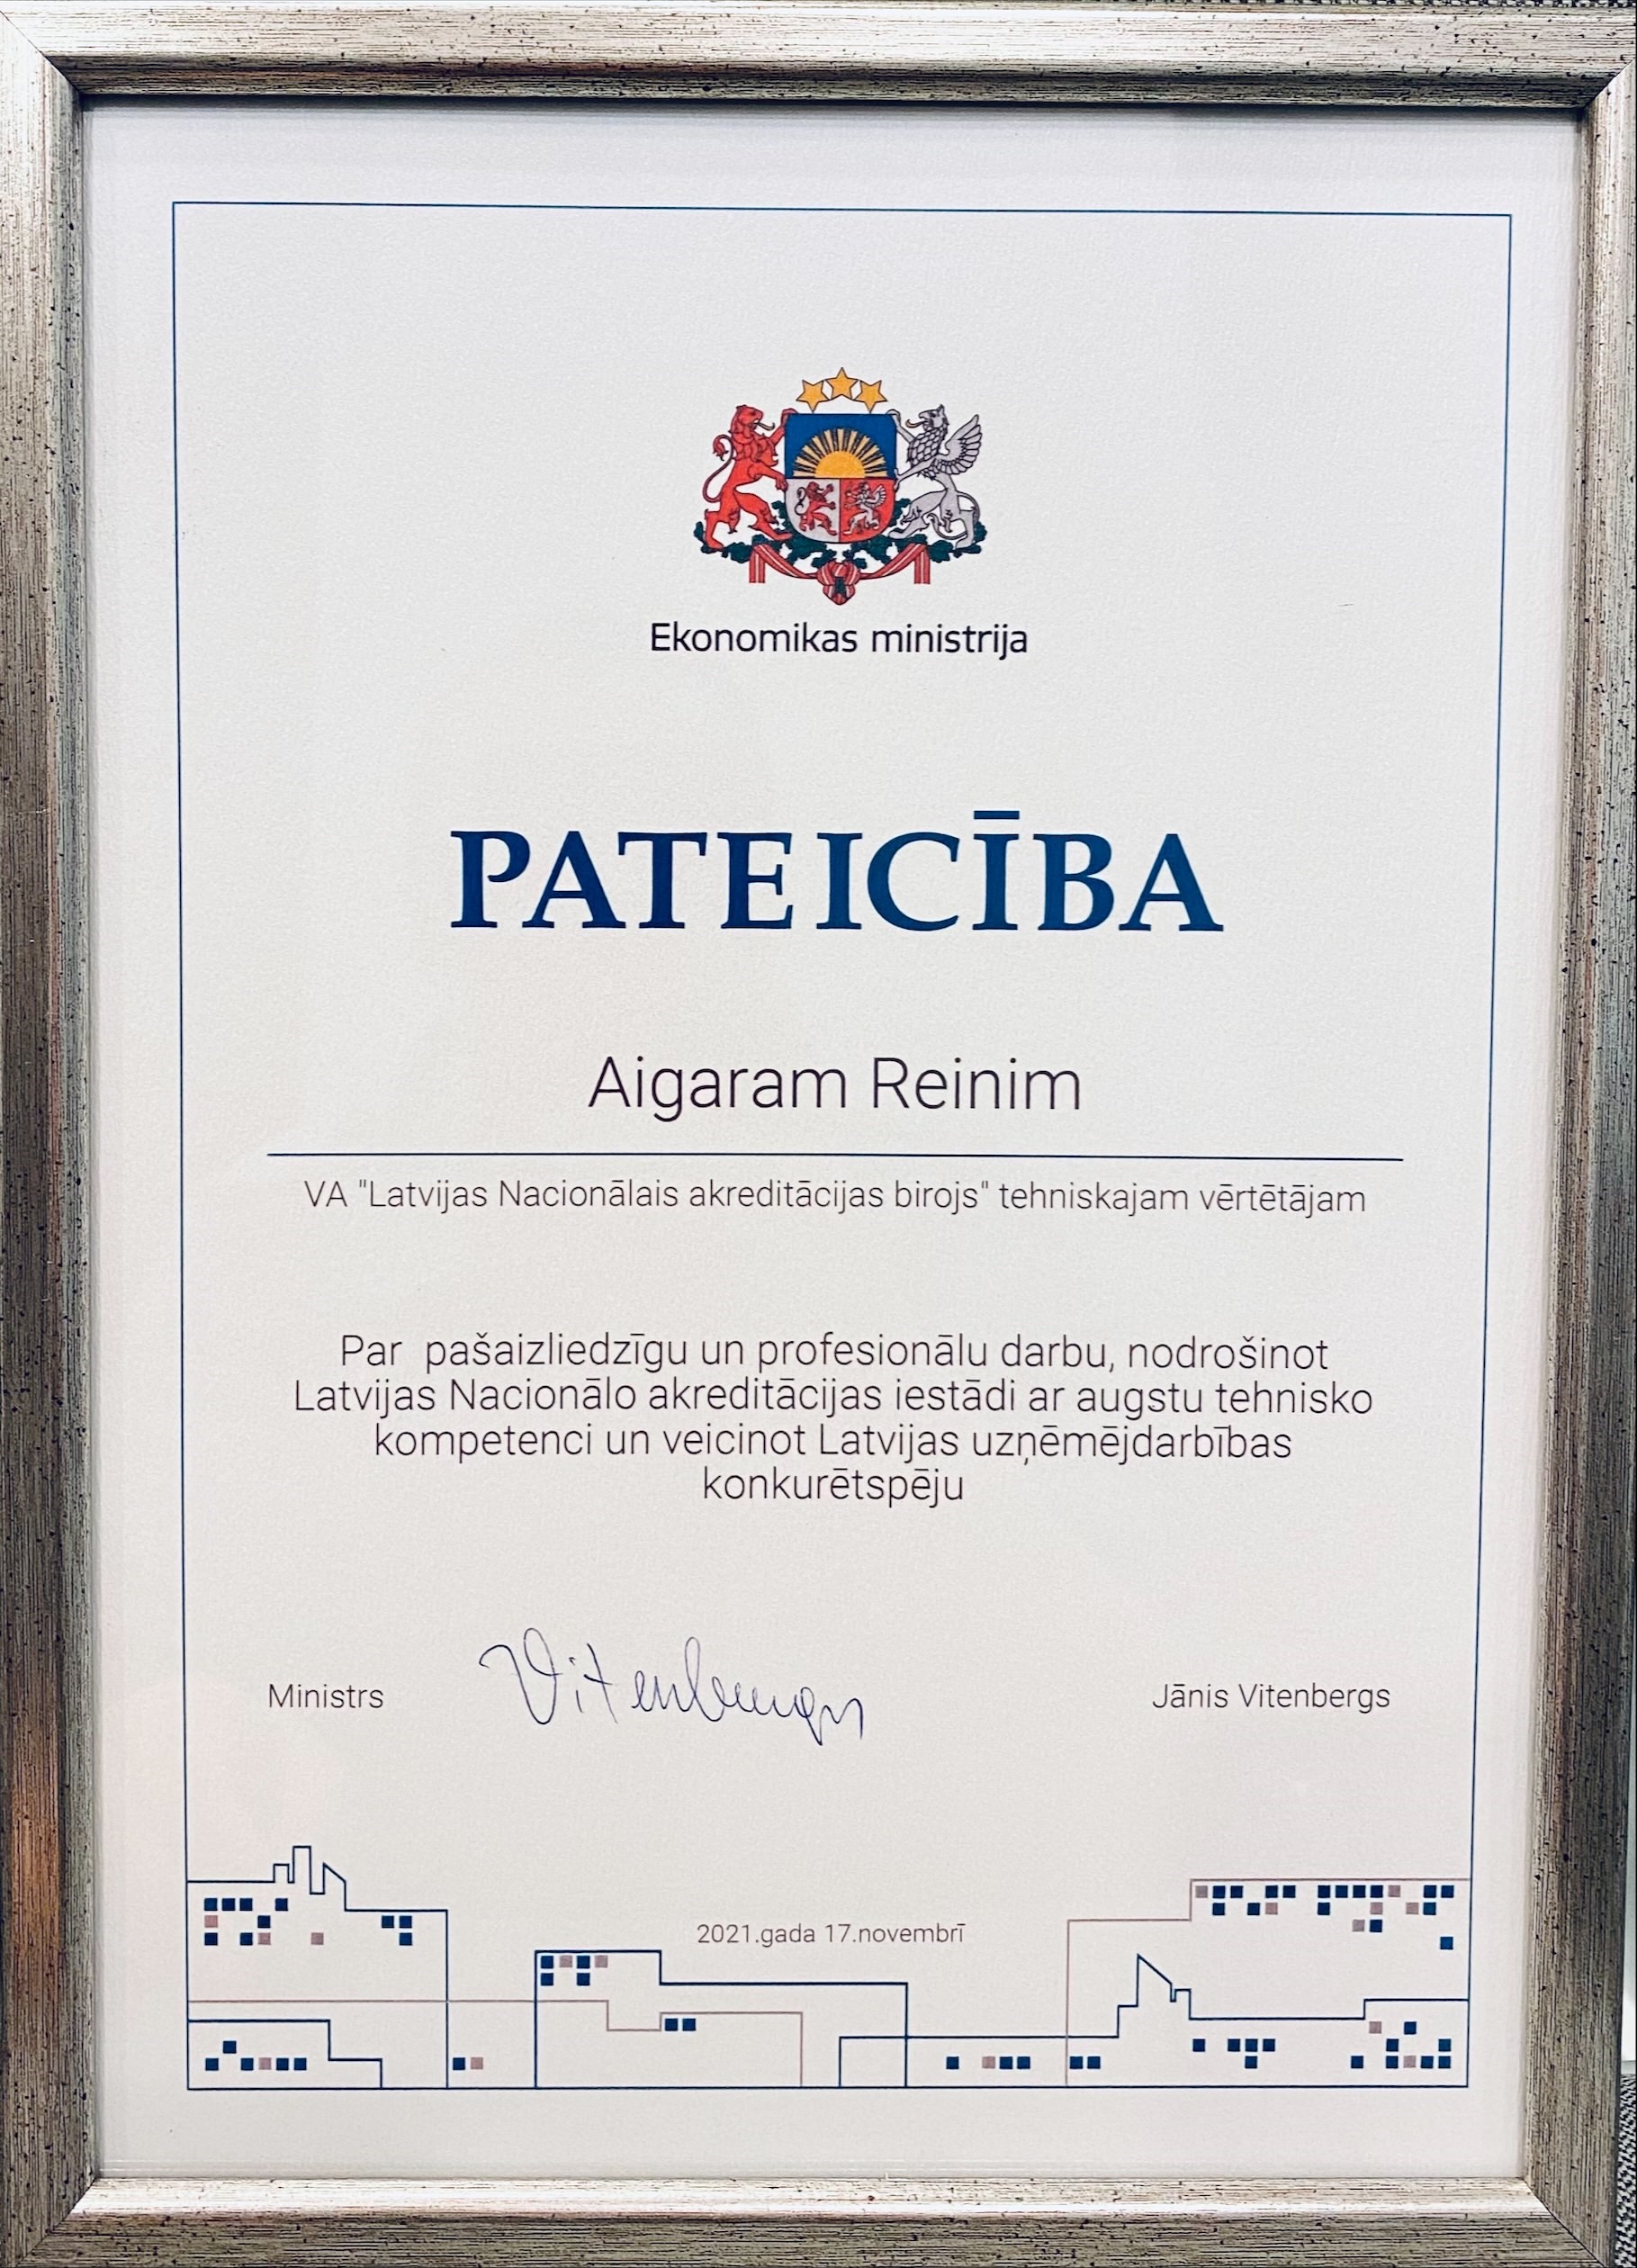 Ekonomikas ministrija
PATEICĪBA
Aigaram Reinim
VA "Latvijas Nacionālais akreditācijas birojs" tehniskajam vērtētājam
Par pašaizliedzīgu un profesionālu darbu, nodrošinot
Latvijas Nacionālo akreditācijas iestādi ar augstu tehnisko
kompetenci un veicinot Latvijas uzņēmējdarbības
konkurētspēju
Ministrs Vitenbergs Jānis Vitenbergs
2021.gada 17.novembrī